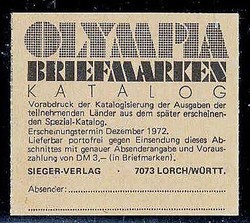 OLYMPIA
BRIEFMARKEN
KATALOG
Vorabdruck der Katalogisierung der Ausgaben der
teilnehmenden Länder aus dem später erscheinen-
den Spezial-Katalog.
Erscheinungstermin Dezember 1972.
Lieferbar portofrei gegen Einsendung dieses Ab-
schnittes mit genauer Absenderangabe und Voraus-
zahlung von DM 3,— (in Briefmarken).
SIEGER-VERLAG · 7073 LORCH/WÜRTT.
Absender: